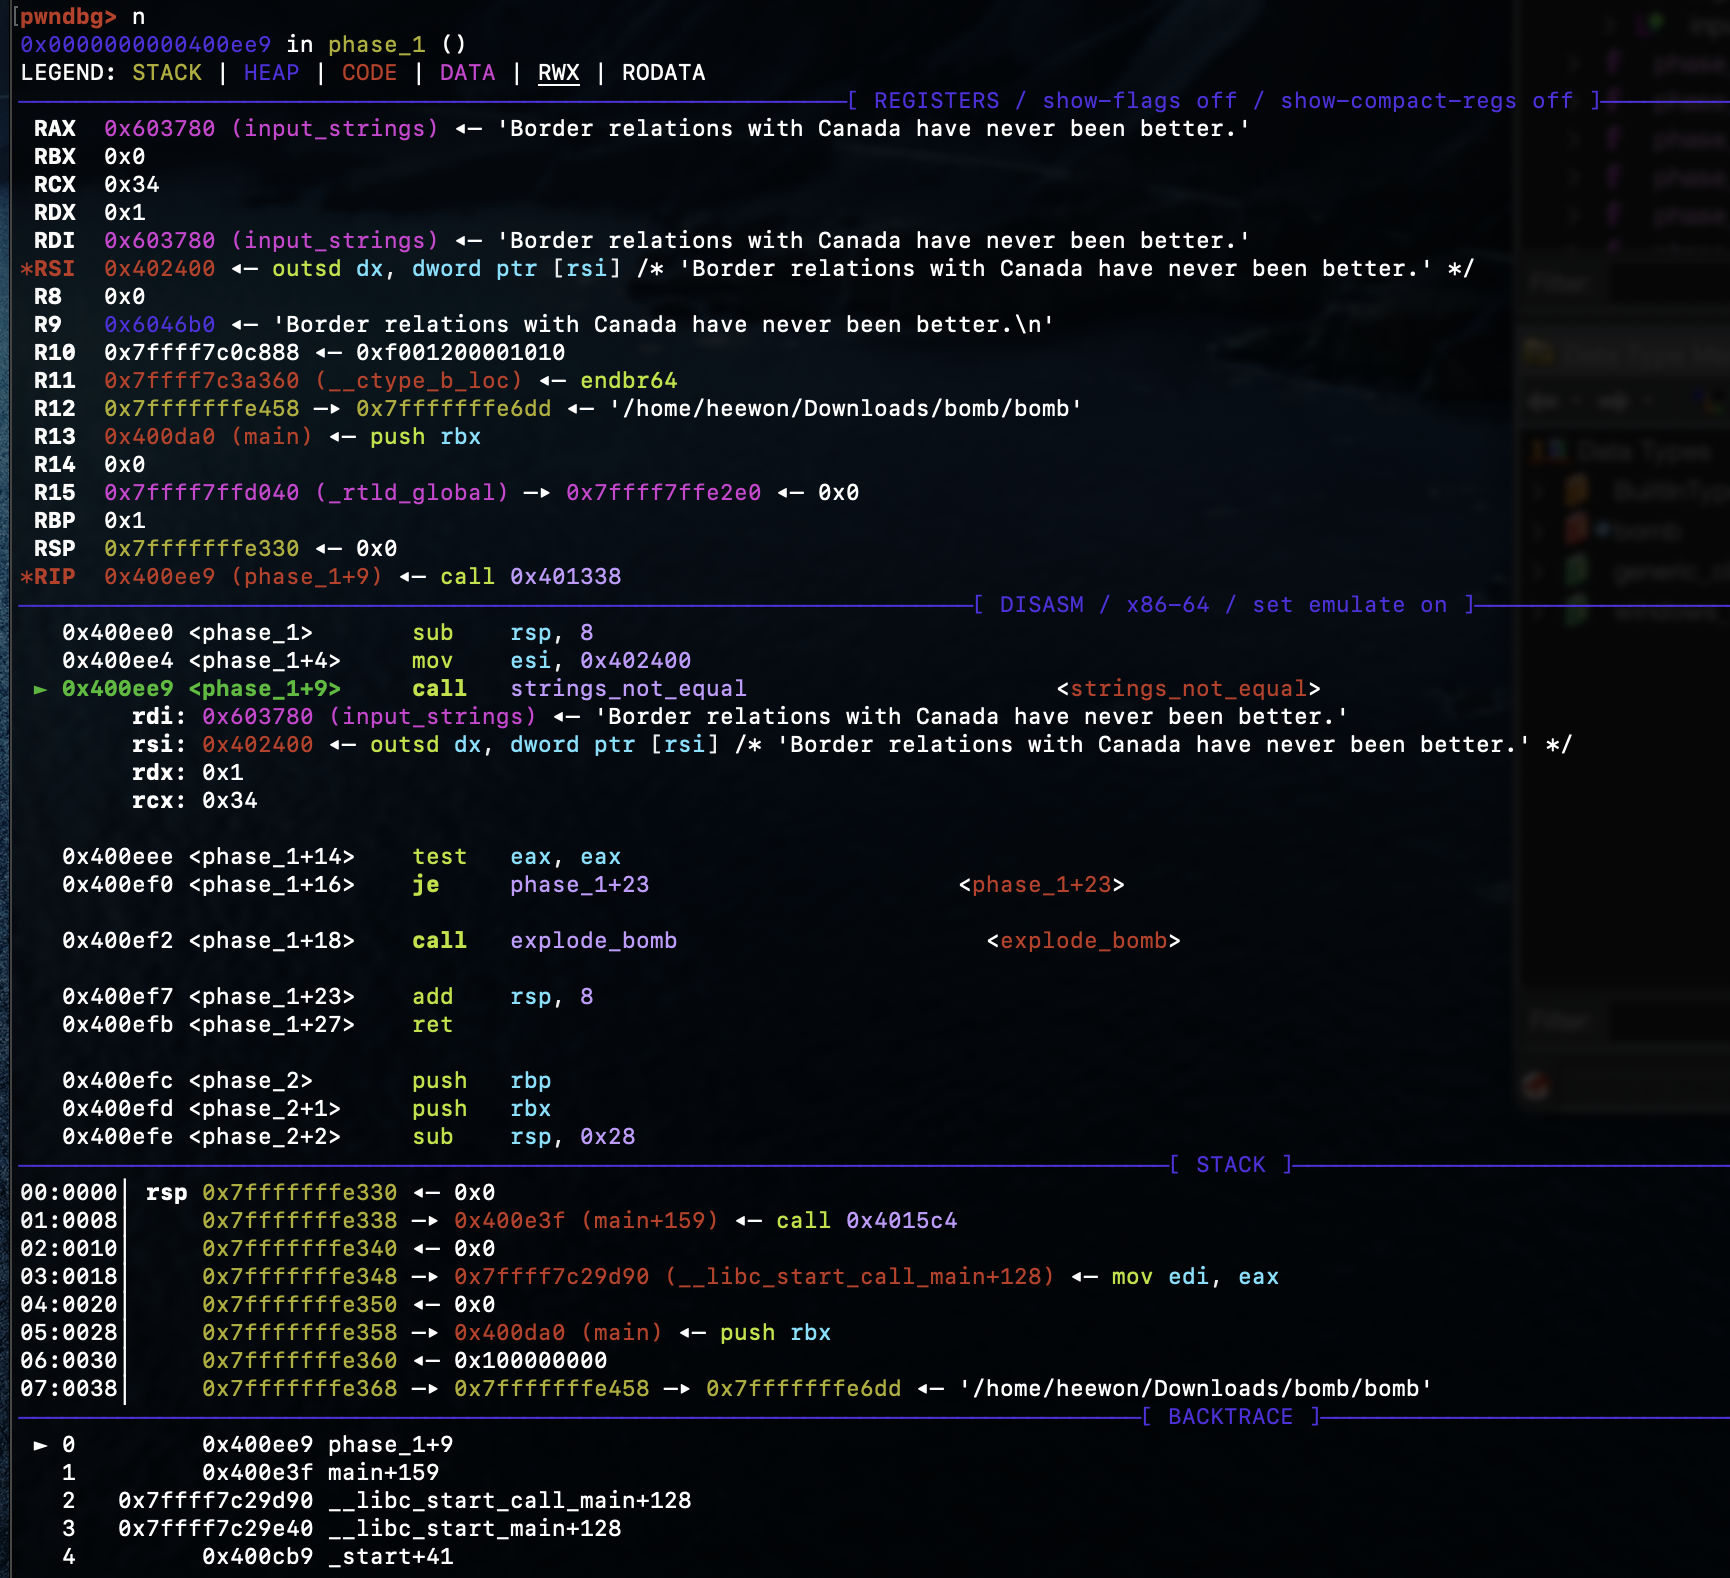 [pwndbg> n
0x0000000000400ee9 in phase_1 ()
LEGEND: STACK | HEAP | CODE | DATA | RWX | RODATA
[ REGISTERS / show-flags off / show-compact-regs off ]
RAX  0x603780 (input_strings) ◂— 'Border relations with Canada have never been better.'
RBX  0x0
RCX  0x34
RDX  0x1
RDI  0x603780 (input_strings) ◂— 'Border relations with Canada have never been better.'
*RSI  0x402400 ◂— outsd dx, dword ptr [rsi] /* 'Border relations with Canada have never been better.' */
R8   0x0
R9   0x6046b0 ◂— 'Border relations with Canada have never been better.\n'
R10  0x7ffff7c0c888 ◂— 0xf001200001010
R11  0x7ffff7c3a360 (__ctype_b_loc) ◂— endbr64
R12  0x7fffffffe458 —▸ 0x7fffffffe6dd ◂— '/home/heewon/Downloads/bomb/bomb'
R13  0x400da0 (main) ◂— push rbx
R14  0x0
R15  0x7ffff7ffd040 (_rtld_global) —▸ 0x7ffff7ffe2e0 ◂— 0x0
RBP  0x1
RSP  0x7fffffffe330 ◂— 0x0
*RIP  0x400ee9 (phase_1+9) ◂— call 0x401338
[ DISASM / x86-64 / set emulate on ]
0x400ee0 <phase_1>       sub    rsp, 8
0x400ee4 <phase_1+4>     mov    esi, 0x402400
► 0x400ee9 <phase_1+9>     call   strings_not_equal                      <strings_not_equal>
rdi: 0x603780 (input_strings) ◂— 'Border relations with Canada have never been better.'
rsi: 0x402400 ◂— outsd dx, dword ptr [rsi] /* 'Border relations with Canada have never been better.' */
rdx: 0x1
rcx: 0x34
0x400eee <phase_1+14>    test   eax, eax
0x400ef0 <phase_1+16>    je     phase_1+23                      <phase_1+23>
0x400ef2 <phase_1+18>    call   explode_bomb                      <explode_bomb>
0x400ef7 <phase_1+23>    add    rsp, 8
0x400efb <phase_1+27>    ret
0x400efc <phase_2>       push   rbp
0x400efd <phase_2+1>     push   rbx
0x400efe <phase_2+2>     sub    rsp, 0x28
[ STACK ]
00:0000│ rsp 0x7fffffffe330 ◂— 0x0
01:0008│     0x7fffffffe338 —▸ 0x400e3f (main+159) ◂— call 0x4015c4
02:0010│     0x7fffffffe340 ◂— 0x0
03:0018│     0x7fffffffe348 —▸ 0x7ffff7c29d90 (__libc_start_call_main+128) ◂— mov edi, eax
04:0020│     0x7fffffffe350 ◂— 0x0
05:0028│     0x7fffffffe358 —▸ 0x400da0 (main) ◂— push rbx
06:0030│     0x7fffffffe360 ◂— 0x100000000
07:0038│     0x7fffffffe368 —▸ 0x7fffffffe458 —▸ 0x7fffffffe6dd ◂— '/home/heewon/Downloads/bomb/bomb'
[ BACKTRACE ]
► 0         0x400ee9 phase_1+9
1         0x400e3f main+159
2   0x7ffff7c29d90 __libc_start_call_main+128
3   0x7ffff7c29e40 __libc_start_main+128
4         0x400cb9 _start+41
Filter:
Data Types
bomb
Filter: